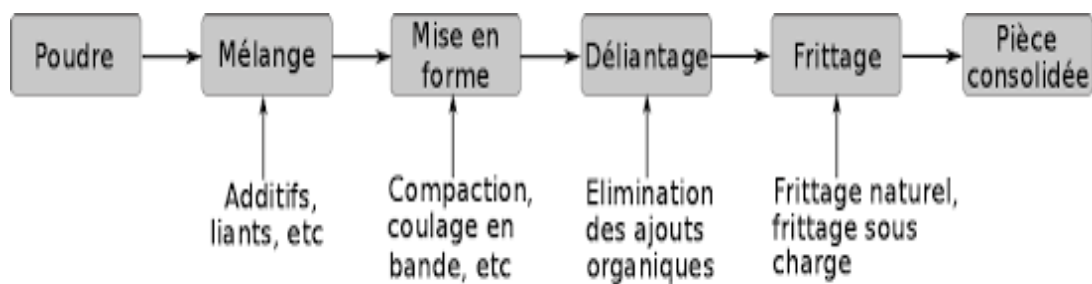 Poudre
Mélange
Mise en
forme
Déliantage
Frittage
Pièce
consolidée
Additifs,
liants, etc
Compaction,
coulage en
bande, etc
Elimination
des ajouts
organiques
Frittage naturel,
frittage sous
charge